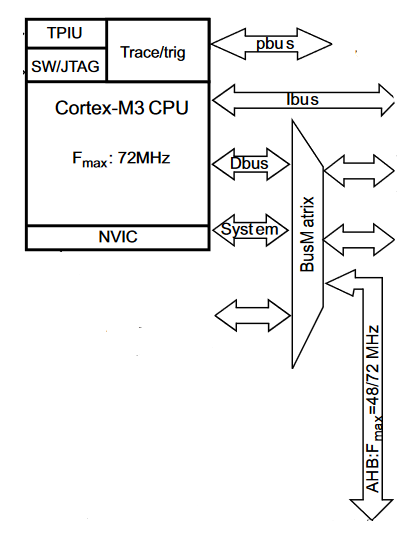 TPIU
Trace/trig
SW/JTAG
pbus
Ibus
Cortex-M3 CPU
Fmax: 72MHz
Dbus
System
NVIC
BusMatrix
AHB:Fmax=48/72 MHz